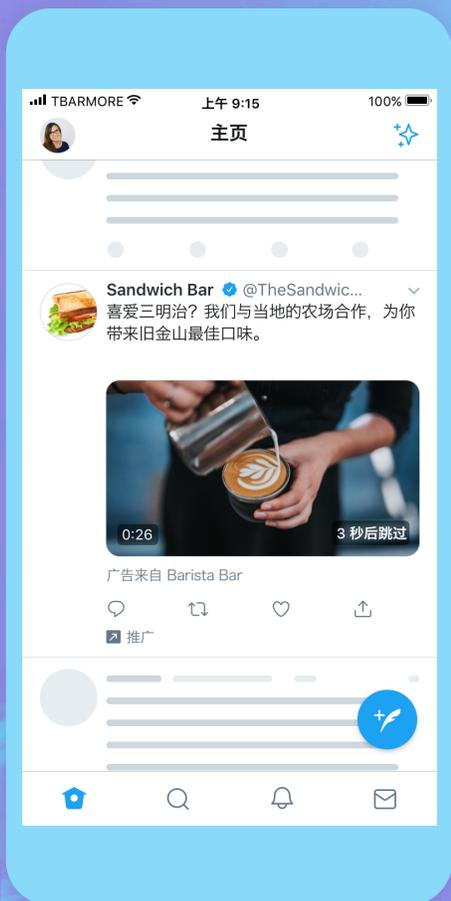 TBARMORE 上午 9:15 100%
主页
Sandwich Bar @TheSandwic...
喜爱三明治？我们与当地的农场合作，为你
带来旧金山最佳口味。
0:26 3 秒后跳过
广告来自 Barista Bar
推广